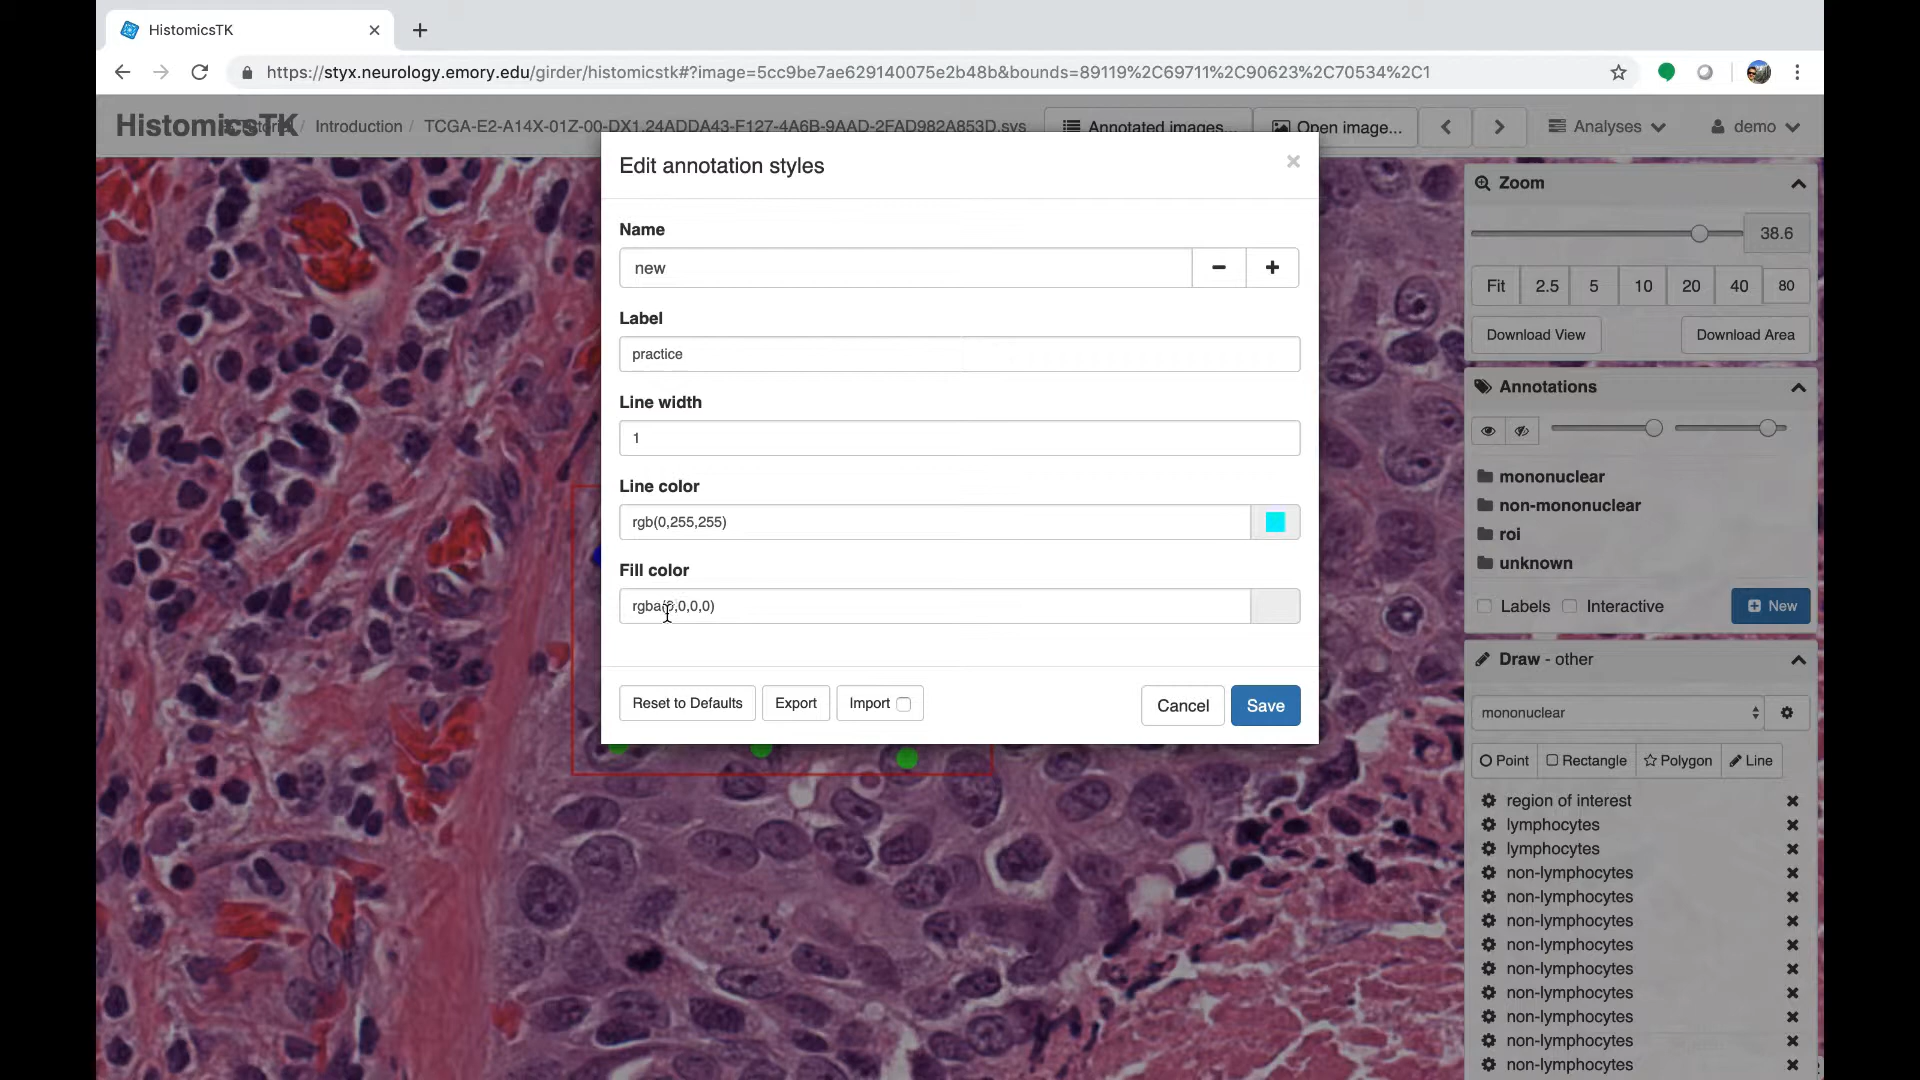 HistomicsTK
https://styx.neurology.emory.edu/girder/histomicstk#?image=5cc9be7ae629140075e2b48b&bounds=89119%2C69711%2C90623%2C70534%2C1
HistomicsTK / Introduction / TCGA-E2-A14X-01Z-00-DX1.24ADDA43-F127-4A6B-9AAD-2FAD982A853D.svs
Annotated images...
Open image...
Analyses
demo
Edit annotation styles
×
Name
new
Label
practice
Line width
1
Line color
rgb(0,255,255)
Fill color
rgba(0,0,0,0)
Reset to Defaults
Export
Import
Cancel
Save
Zoom
38.6
Fit 2.5 5 10 20 40 80
Download View
Download Area
Annotations
mononuclear
non-mononuclear
roi
unknown
Labels
Interactive
New
Draw - other
mononuclear
Point Rectangle Polygon Line
region of interest
lymphocytes
lymphocytes
non-lymphocytes
non-lymphocytes
non-lymphocytes
non-lymphocytes
non-lymphocytes
non-lymphocytes
non-lymphocytes
non-lymphocytes
non-lymphocytes